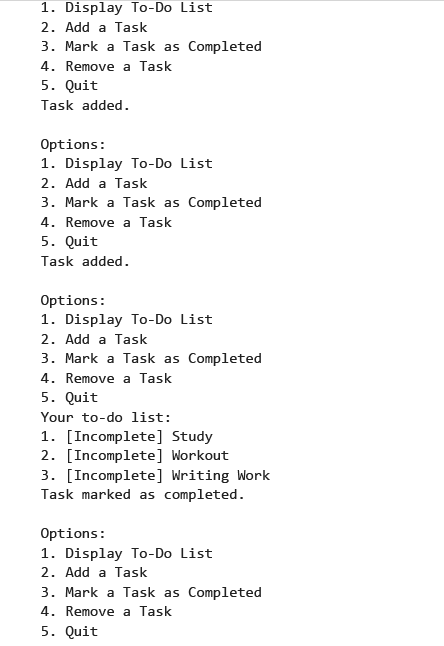 1. Display To-Do List
2. Add a Task
3. Mark a Task as Completed
4. Remove a Task
5. Quit
Task added.

Options:
1. Display To-Do List
2. Add a Task
3. Mark a Task as Completed
4. Remove a Task
5. Quit
Task added.

Options:
1. Display To-Do List
2. Add a Task
3. Mark a Task as Completed
4. Remove a Task
5. Quit
Your to-do list:
1. [Incomplete] Study
2. [Incomplete] Workout
3. [Incomplete] Writing Work
Task marked as completed.

Options:
1. Display To-Do List
2. Add a Task
3. Mark a Task as Completed
4. Remove a Task
5. Quit